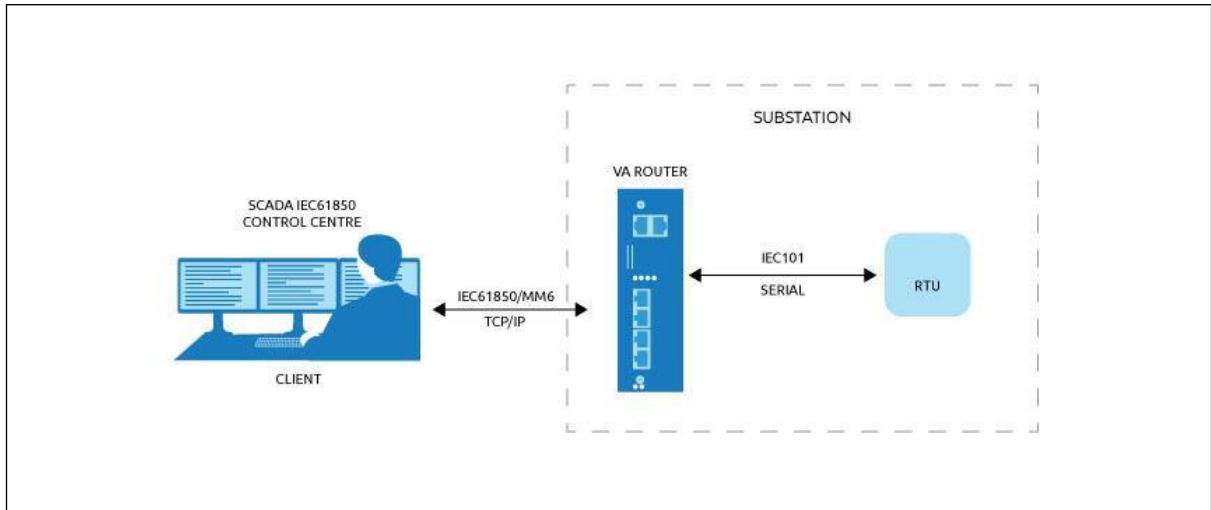 SUBSTATION
VA ROUTER
SCADA IEC61850
CONTROL CENTRE
IEC61850/MM6
TCP/IP
CLIENT
IEC101
SERIAL
RTU